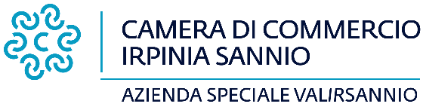 CAMERA DI COMMERCIO
IRPINIA SANNIO
AZIENDA SPECIALE VALIRSANNIO